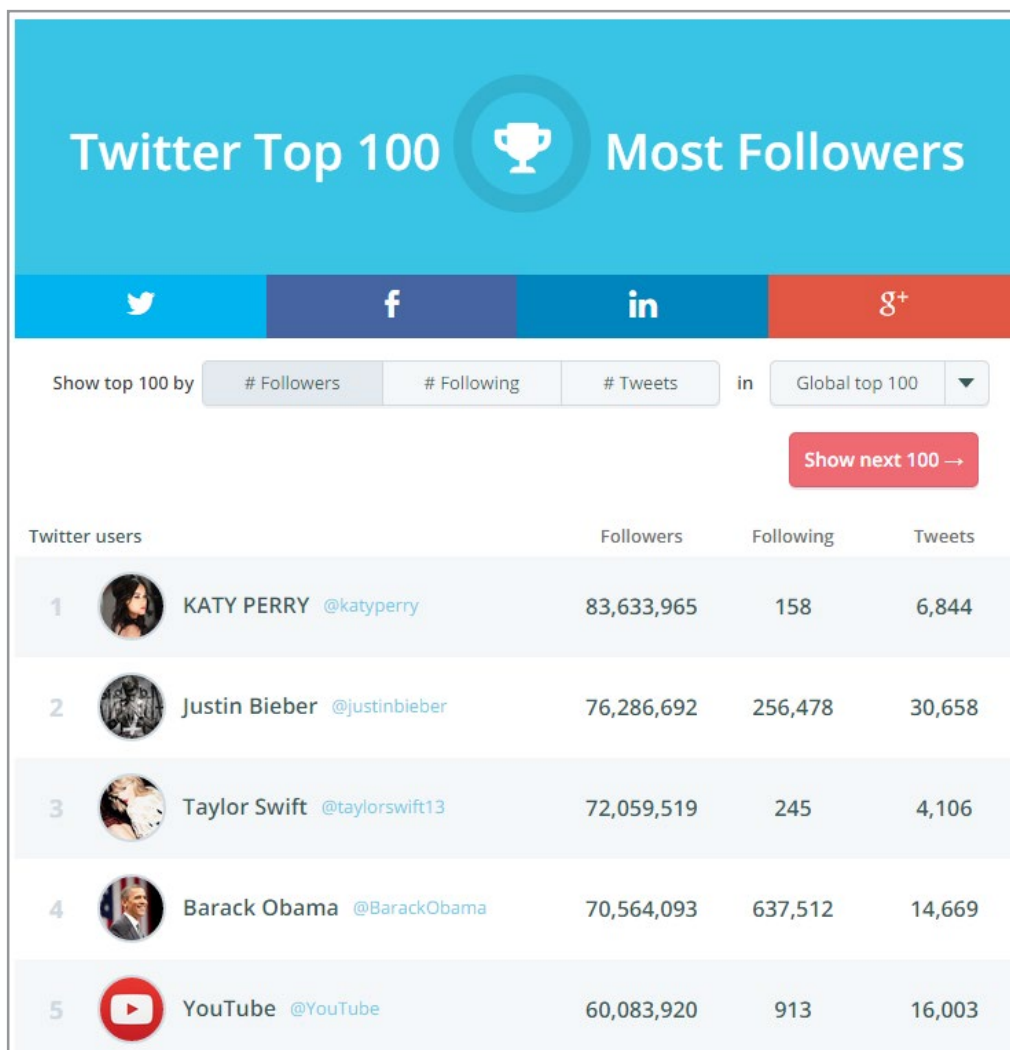 Twitter Top 100 Most Followers
f in g+
Show top 100 by # Followers # Following # Tweets in Global top 100
Show next 100 →
Twitter users Followers Following Tweets
1 KATY PERRY @katyperry 83,633,965 158 6,844
2 Justin Bieber @justinbieber 76,286,692 256,478 30,658
3 Taylor Swift @taylorswift13 72,059,519 245 4,106
4 Barack Obama @BarackObama 70,564,093 637,512 14,669
5 YouTube @YouTube 60,083,920 913 16,003